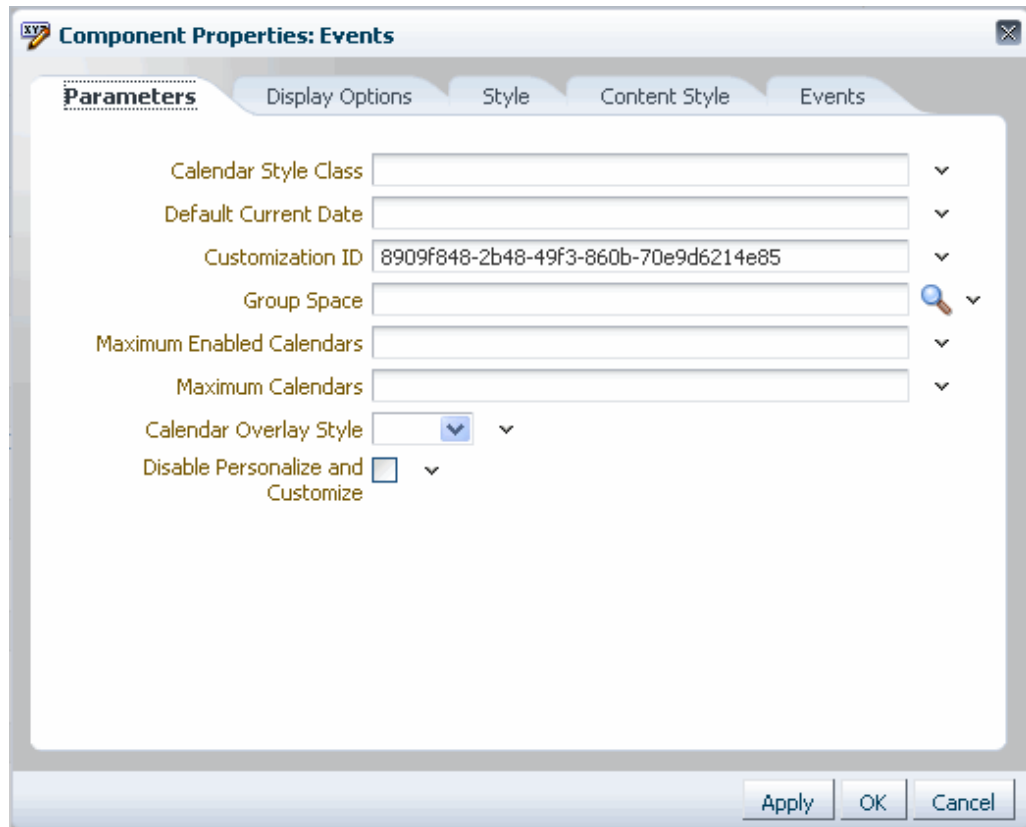 Component Properties: Events
Parameters Display Options Style Content Style Events
Calendar Style Class
Default Current Date
Customization ID 8909f848-2b48-49f3-860b-70e9d6214e85
Group Space
Maximum Enabled Calendars
Maximum Calendars
Calendar Overlay Style
Disable Personalize and
Customize
Apply OK Cancel